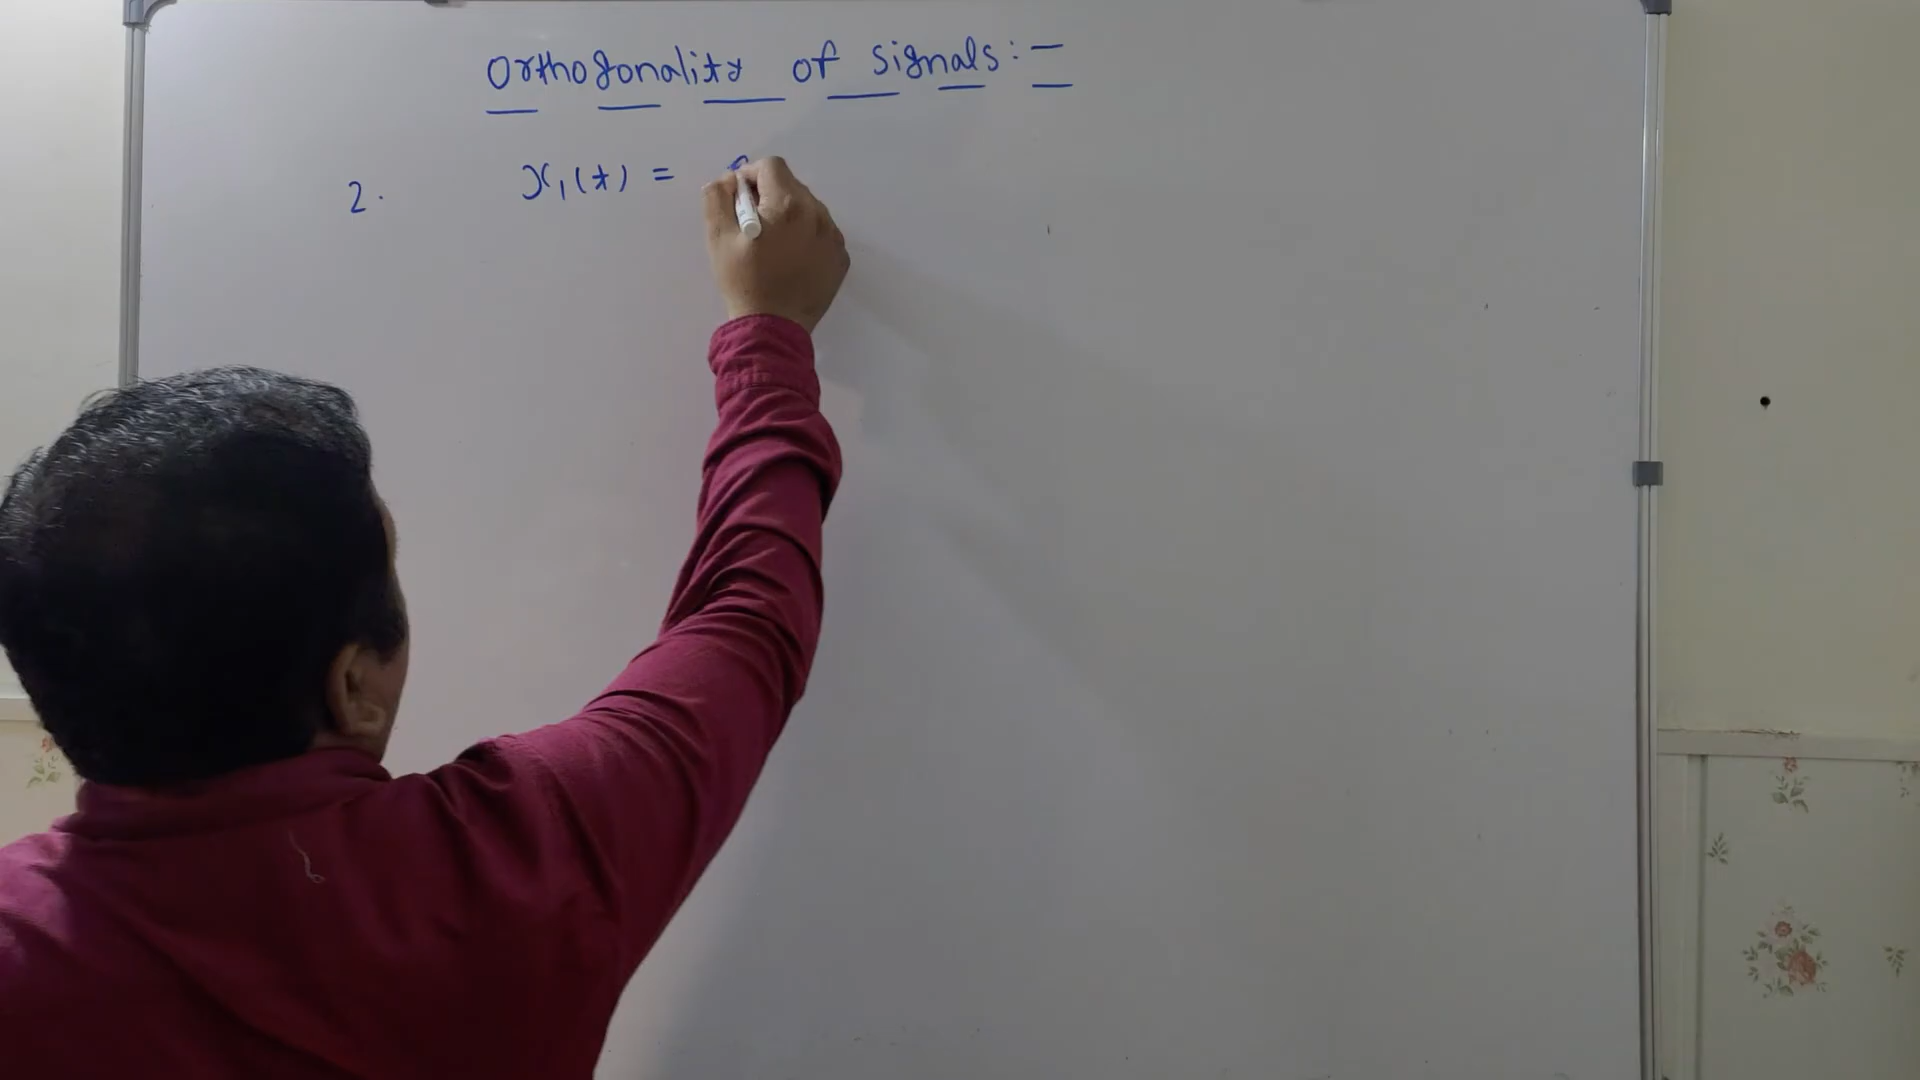 Orthogonality of signals:-
2. x₁(t) =